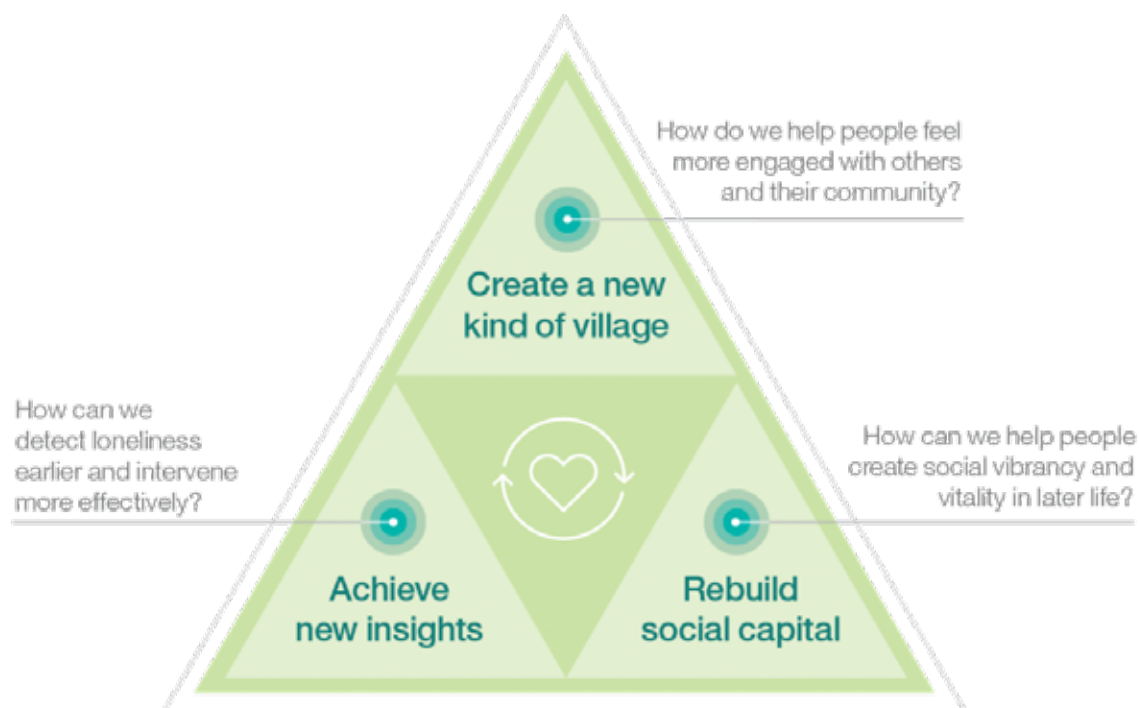 How do we help people feel
more engaged with others
and their community?
Create a new
kind of village
How can we
detect loneliness
earlier and intervene
more effectively?
How can we help people
create social vibrancy and
vitality in later life?
Achieve
new insights
Rebuild
social capital